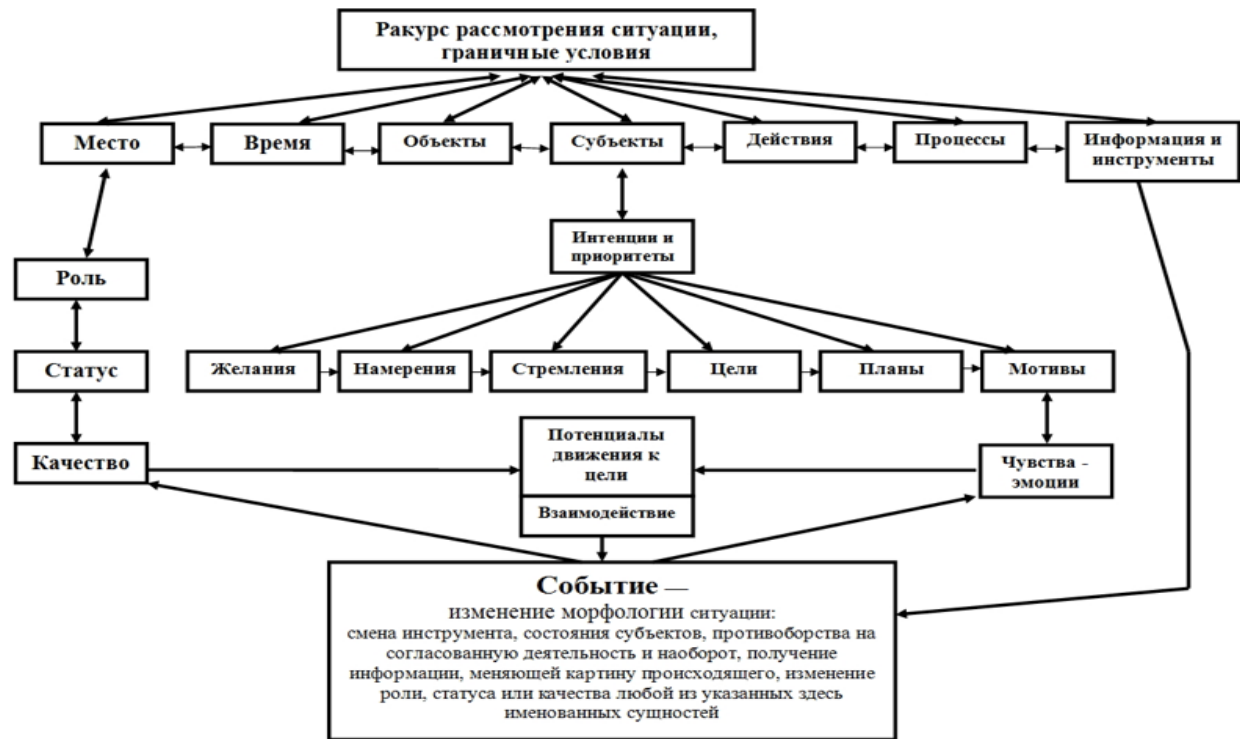 Ракурс рассмотрения ситуации,
граничные условия
Место
Время
Объекты
Субъекты
Действия
Процессы
Информация и
инструменты
Интенции и
приоритеты
Роль
Статус
Желания
Намерения
Стремления
Цели
Планы
Мотивы
Качество
Потенциалы
движения к
цели
Взаимодействие
Чувства -
эмоции
Событие —
изменение морфологии ситуации:
смена инструмента, состояния субъектов, противоборства на
согласованную деятельность и наоборот, получение
информации, меняющей картину происходящего, изменение
роли, статуса или качества любой из указанных здесь
именованных сущностей